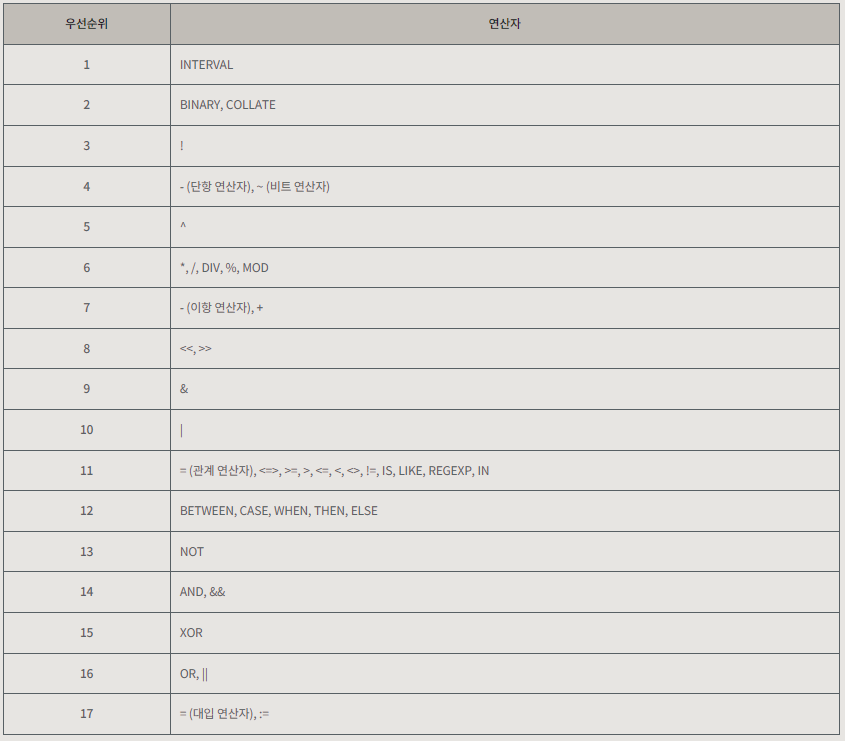 우선순위 연산자
1 INTERVAL
2 BINARY, COLLATE
3 !
4 - (단항 연산자), ~ (비트 연산자)
5 ^
6 *, /, DIV, %, MOD
7 - (이항 연산자), +
8 <<, >>
9 &
10 |
11 = (관계 연산자), <=>, >=, >, <=, <, <>, !=, IS, LIKE, REGEXP, IN
12 BETWEEN, CASE, WHEN, THEN, ELSE
13 NOT
14 AND, &&
15 XOR
16 OR, ||
17 = (대입 연산자), :=